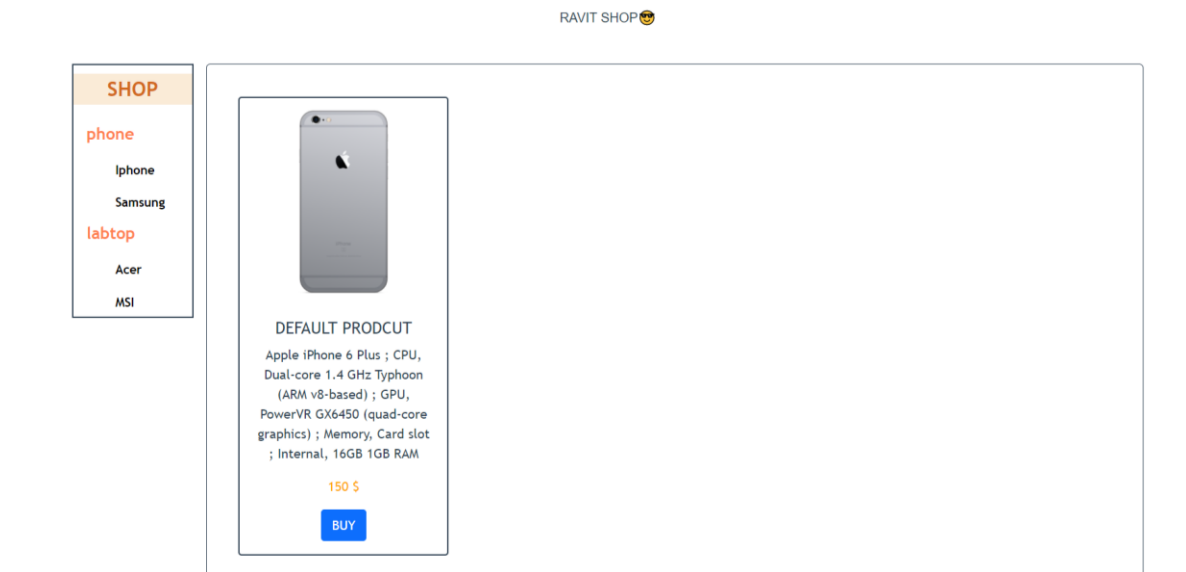 RAVIT SHOP😎
SHOP
phone
Iphone
Samsung
labtop
Acer
MSI
DEFAULT PRODCUT
Apple iPhone 6 Plus ; CPU,
Dual-core 1.4 GHz Typhoon
(ARM v8-based) ; GPU,
PowerVR GX6450 (quad-core
graphics) ; Memory, Card slot
; Internal, 16GB 1GB RAM
150 $
BUY